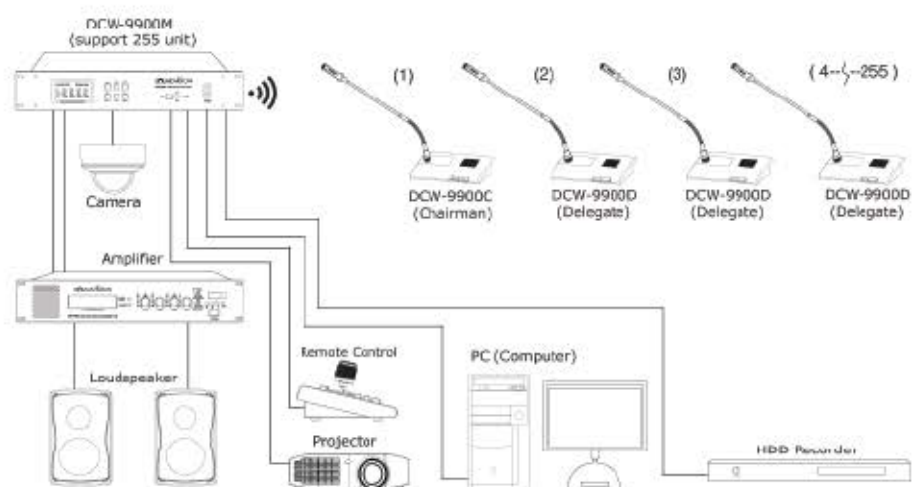 DCW-9900M
(support 255 unit)
(1)
(2)
(3)
( 4--〉--255 )
DCW-9900C
(Chairman)
DCW-9900D
(Delegate)
DCW-9900D
(Delegate)
DCW-9900D
(Delegate)
Camera
Amplifier
Loudspeaker
Remote Control
PC (Computer)
Projector
HDD Recorder